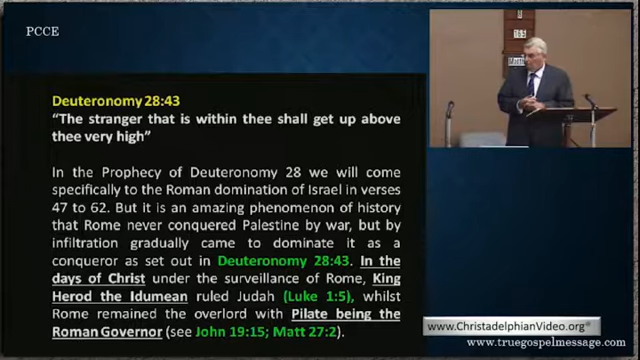 PCCE
Deuteronomy 28:43
"The stranger that is within thee shall get up above
thee very high"
In the Prophecy of Deuteronomy 28 we will come
specifically to the Roman domination of Israel in verses
47 to 62. But it is an amazing phenomenon of history
that Rome never conquered Palestine by war, but by
infiltration gradually came to dominate it as a
conqueror as set out in Deuteronomy 28:43. In the
days of Christ under the surveillance of Rome, King
Herod the Idumean ruled Judah (Luke 1:5), whilst
Rome remained the overlord with Pilate being the
Roman Governor (see John 19:15; Matt 27:2).
www.ChristadelphianVideo.org
www.truegospelmessage.com